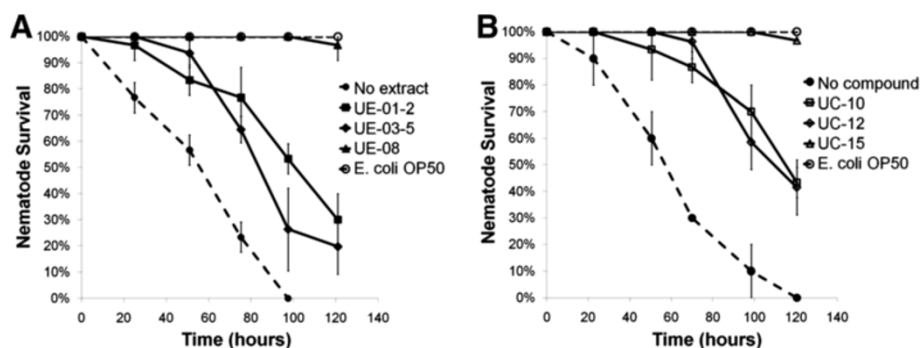 A
100%
90%
80%
70%
60%
50%
40%
30%
20%
10%
0%
Nematode Survival
0 20 40 60 80 100 120 140
Time (hours)
No extract
UE-01-2
UE-03-5
UE-08
E. coli OP50
B
100%
90%
80%
70%
60%
50%
40%
30%
20%
10%
0%
Nematode Survival
0 20 40 60 80 100 120 140
Time (hours)
No compound
UC-10
UC-12
UC-15
E. coli OP50